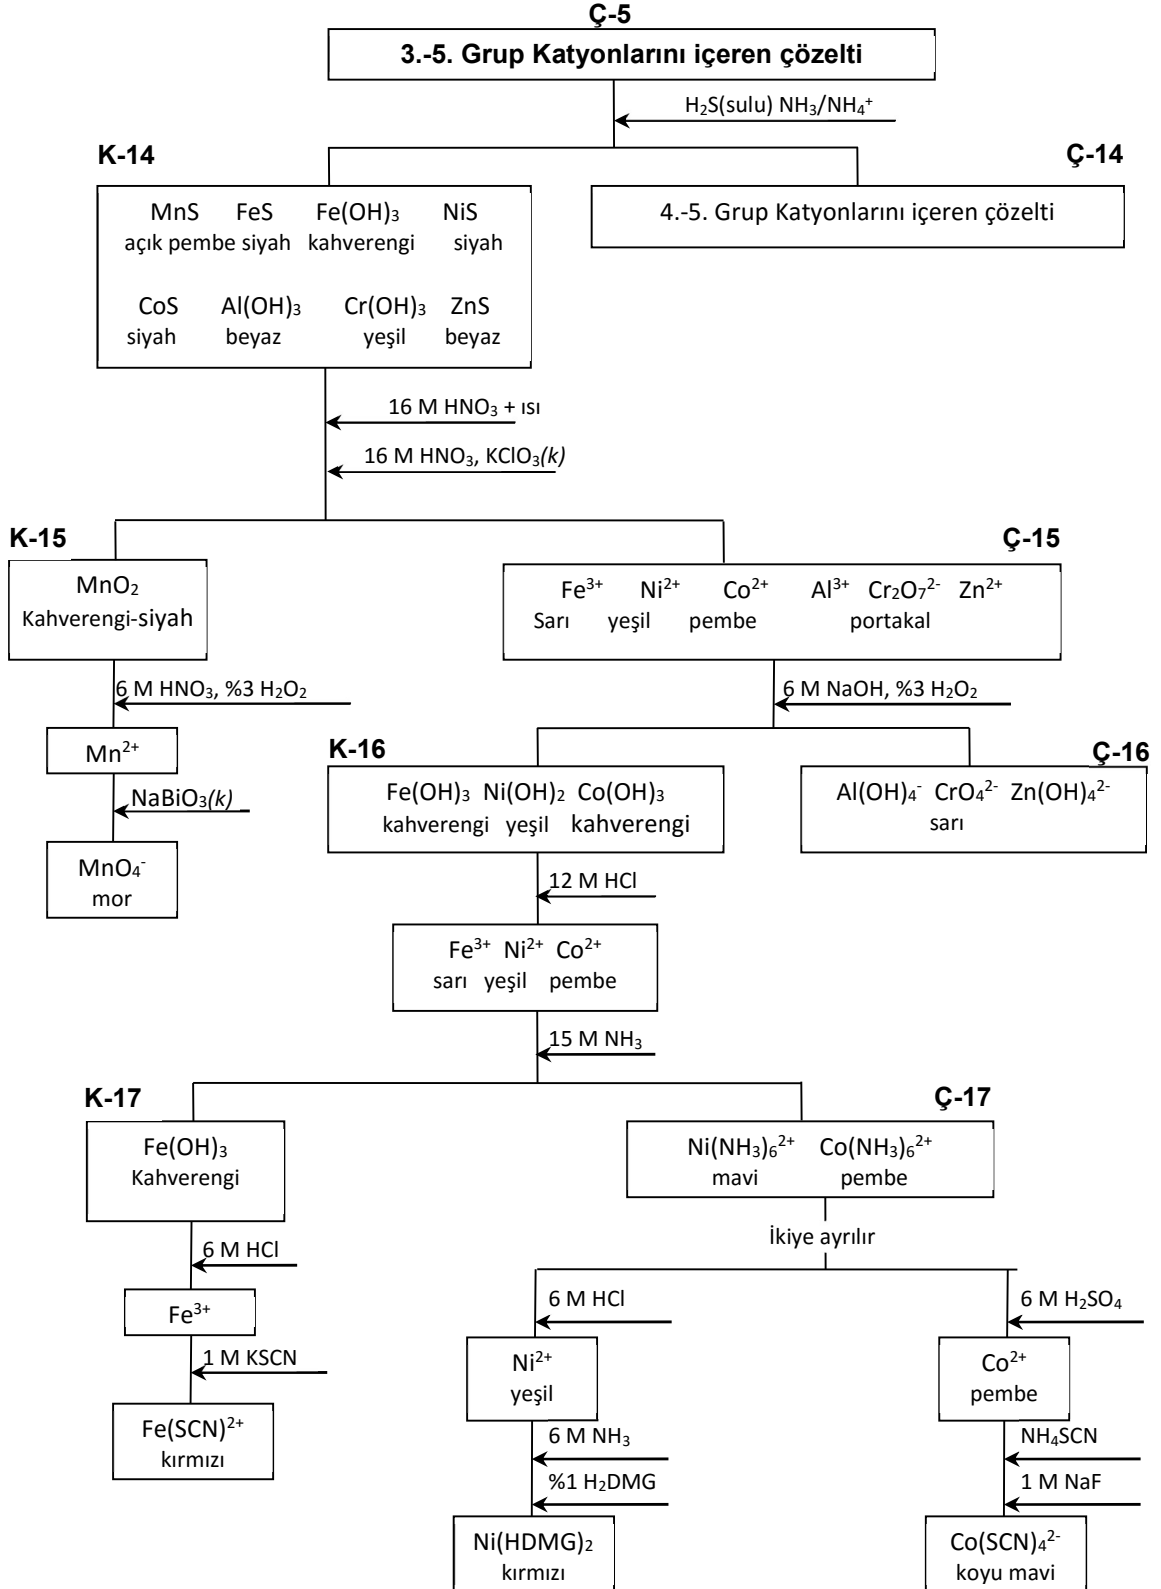 Ç-5
3.-5. Grup Katyonlarını içeren çözelti
H₂S(sulu) NH₃/NH₄⁺
K-14
Ç-14
MnS FeS Fe(OH)₃ NiS
açık pembe siyah kahverengi siyah
CoS Al(OH)₃ Cr(OH)₃ ZnS
siyah beyaz yeşil beyaz
4.-5. Grup Katyonlarını içeren çözelti
16 M HNO₃ + ısı
16 M HNO₃, KClO₃(k)
K-15
Ç-15
MnO₂
Kahverengi-siyah
Fe³⁺ Ni²⁺ Co²⁺ Al³⁺ Cr₂O₇²⁻ Zn²⁺
Sarı yeşil pembe portakal
6 M HNO₃, %3 H₂O₂
6 M NaOH, %3 H₂O₂
Mn²⁺
NaBiO₃(k)
MnO₄⁻
mor
K-16
Ç-16
Fe(OH)₃ Ni(OH)₂ Co(OH)₃
kahverengi yeşil kahverengi
Al(OH)₄⁻ CrO₄²⁻ Zn(OH)₄²⁻
sarı
12 M HCl
Fe³⁺ Ni²⁺ Co²⁺
sarı yeşil pembe
15 M NH₃
K-17
Ç-17
Fe(OH)₃
Kahverengi
Ni(NH₃)₆²⁺ Co(NH₃)₆²⁺
mavi pembe
İkiye ayrılır
6 M HCl
Fe³⁺
1 M KSCN
Fe(SCN)²⁺
kırmızı
6 M HCl
Ni²⁺
yeşil
6 M NH₃
%1 H₂DMG
Ni(HDMG)₂
kırmızı
6 M H₂SO₄
Co²⁺
pembe
NH₄SCN
1 M NaF
Co(SCN)₄²⁻
koyu mavi